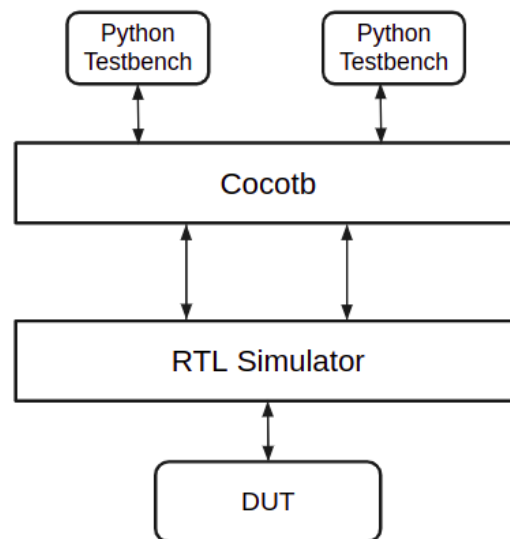 Python
Testbench
Python
Testbench
Cocotb
RTL Simulator
DUT